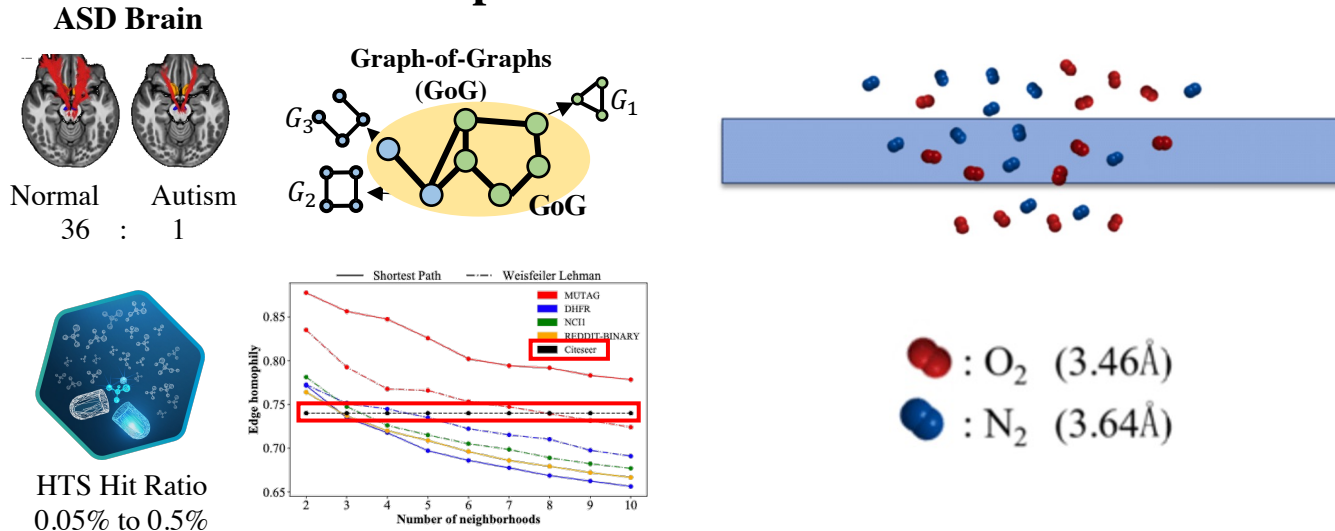 ASD Brain
Normal Autism
36 : 1
Graph-of-Graphs
(GoG)
G₃
G₁
G₂
GoG
HTS Hit Ratio
0.05% to 0.5%
Shortest Path Weisfeiler Lehman
MUTAG
DHFR
NCI1
REDDIT-BINARY
Citeseer
Edge homophily
0.85
0.80
0.75
0.70
0.65
2 3 4 5 6 7 8 9 10
Number of neighborhoods
: O₂ (3.46Å)
: N₂ (3.64Å)